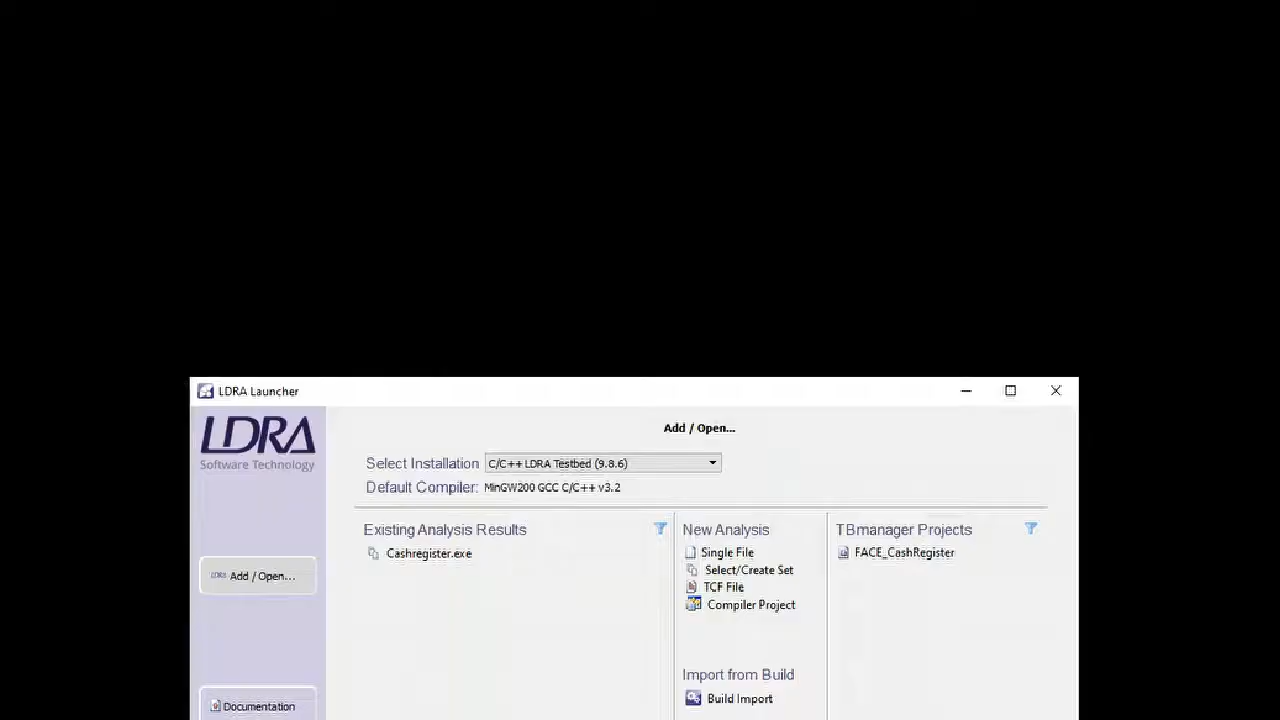 LDRA Launcher
LDRA
Software Technology
Add / Open...
Select Installation C/C++ LDRA Testbed (9.8.6)
Default Compiler: MinGW200 GCC C/C++ v3.2
Existing Analysis Results
Cashregister.exe
New Analysis
Single File
Select/Create Set
TCF File
Compiler Project
Import from Build
Build Import
TBmanager Projects
FACE_CashRegister
LDRA Add / Open...
Documentation